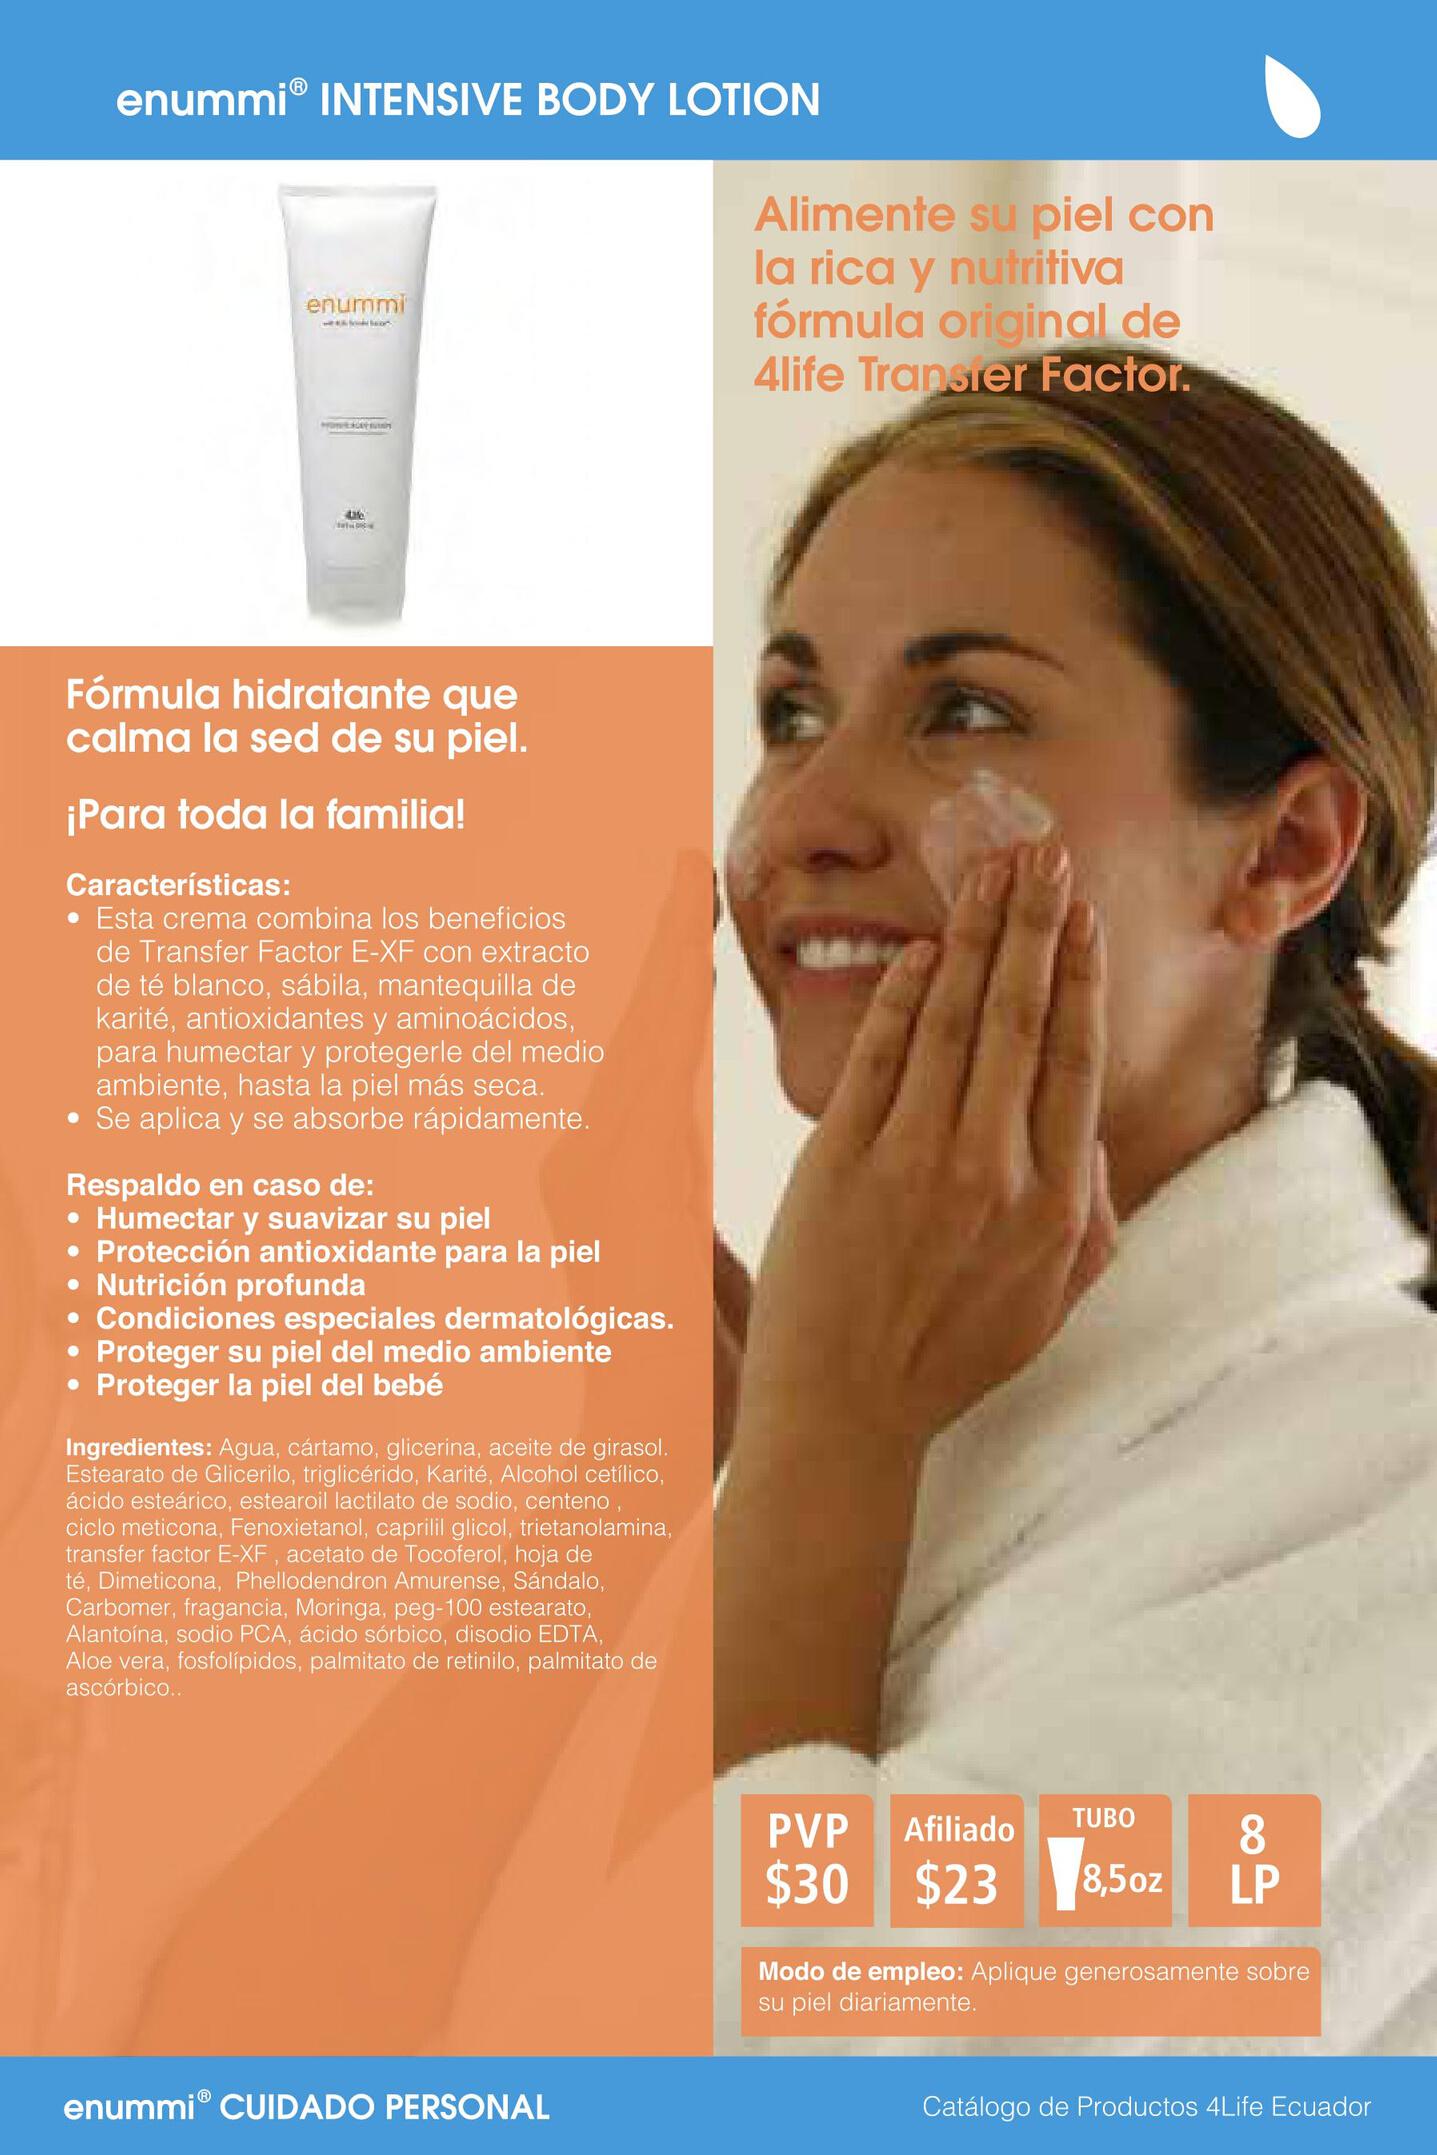 enummi® INTENSIVE BODY LOTION
enummi
4Life
Alimente su piel con
la rica y nutritiva
fórmula original de
4life Transfer Factor.
Fórmula hidratante que
calma la sed de su piel.
¡Para toda la familia!
Características:
• Esta crema combina los beneficios
de Transfer Factor E-XF con extracto
de té blanco, sábila, mantequilla de
karité, antioxidantes y aminoácidos,
para humectar y protegerle del medio
ambiente, hasta la piel más seca.
• Se aplica y se absorbe rápidamente.
Respaldo en caso de:
• Humectar y suavizar su piel
• Protección antioxidante para la piel
• Nutrición profunda
• Condiciones especiales dermatológicas.
• Proteger su piel del medio ambiente
• Proteger la piel del bebé
Ingredientes: Agua, cártamo, glicerina, aceite de girasol.
Estearato de Glicerilo, triglicérido, Karité, Alcohol cetílico,
ácido esteárico, estearoil lactilato de sodio, centeno ,
ciclo meticona, Fenoxietanol, caprilil glicol, trietanolamina,
transfer factor E-XF , acetato de Tocoferol, hoja de
té, Dimeticona,  Phellodendron Amurense, Sándalo,
Carbomer, fragancia, Moringa, peg-100 estearato,
Alantoína, sodio PCA, ácido sórbico, disodio EDTA,
Aloe vera, fosfolípidos, palmitato de retinilo, palmitato de
ascórbico..
PVP
$30
Afiliado
$23
TUBO
8,5oz
8
LP
Modo de empleo: Aplique generosamente sobre
su piel diariamente.
enummi® CUIDADO PERSONAL
Catálogo de Productos 4Life Ecuador